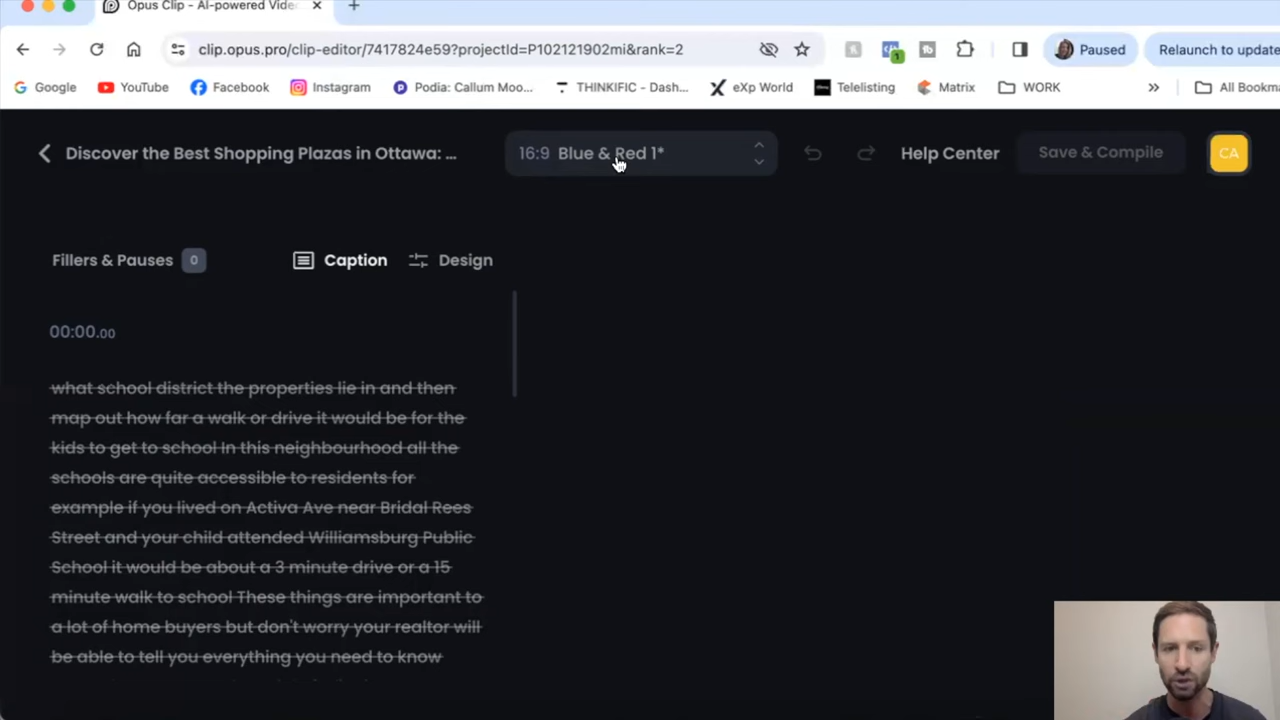 Opus Clip - AI-powered Vide
clip.opus.pro/clip-editor/7417824e59?projectId=P102121902mi&rank=2
1
Paused
Relaunch to update
Google
YouTube
Facebook
Instagram
Podia: Callum Moo...
THINKIFIC - Dash...
eXp World
Telelisting
Matrix
WORK
»
All Bookma
Discover the Best Shopping Plazas in Ottawa: ...
16:9 Blue & Red 1*
Help Center
Save & Compile
CA
Fillers & Pauses 0
Caption
Design
00:00.00
what school district the properties lie in and then
map out how far a walk or drive it would be for the
kids to get to school In this neighbourhood all the
schools are quite accessible to residents for
example if you lived on Activa Ave near Bridal Rees
Street and your child attended Williamsburg Public
School it would be about a 3 minute drive or a 15
minute walk to school These things are important to
a lot of home buyers but don't worry your realtor will
be able to tell you everything you need to know